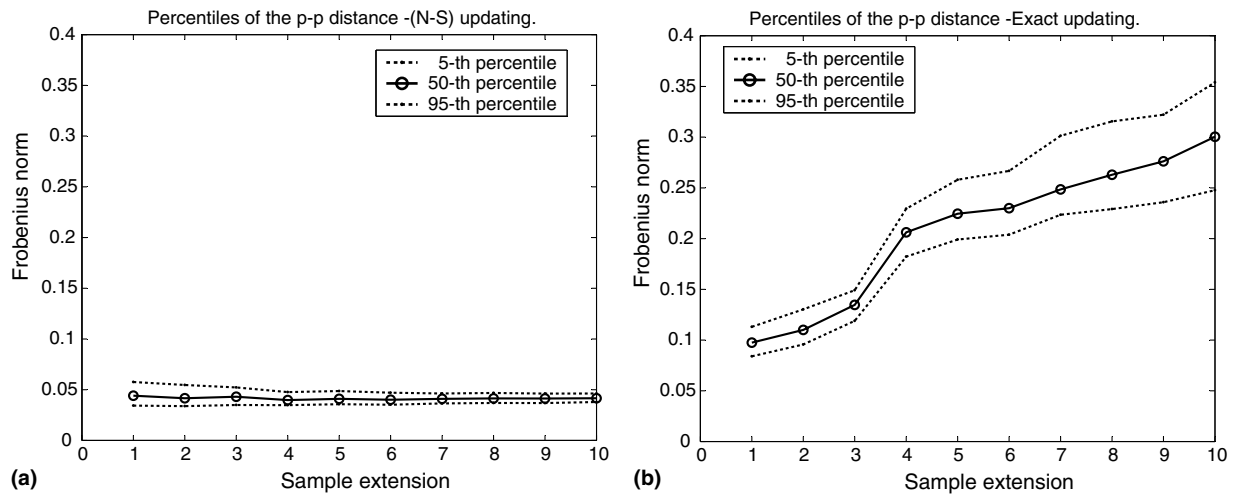 Percentiles of the p-p distance -(N-S) updating.
0.4
0.35
0.3
0.25
0.2
0.15
0.1
0.05
0
Frobenius norm
5-th percentile
50-th percentile
95-th percentile
0 1 2 3 4 5 6 7 8 9 10
(a) Sample extension
Percentiles of the p-p distance -Exact updating.
0.4
0.35
0.3
0.25
0.2
0.15
0.1
0.05
0
Frobenius norm
5-th percentile
50-th percentile
95-th percentile
0 1 2 3 4 5 6 7 8 9 10
(b) Sample extension